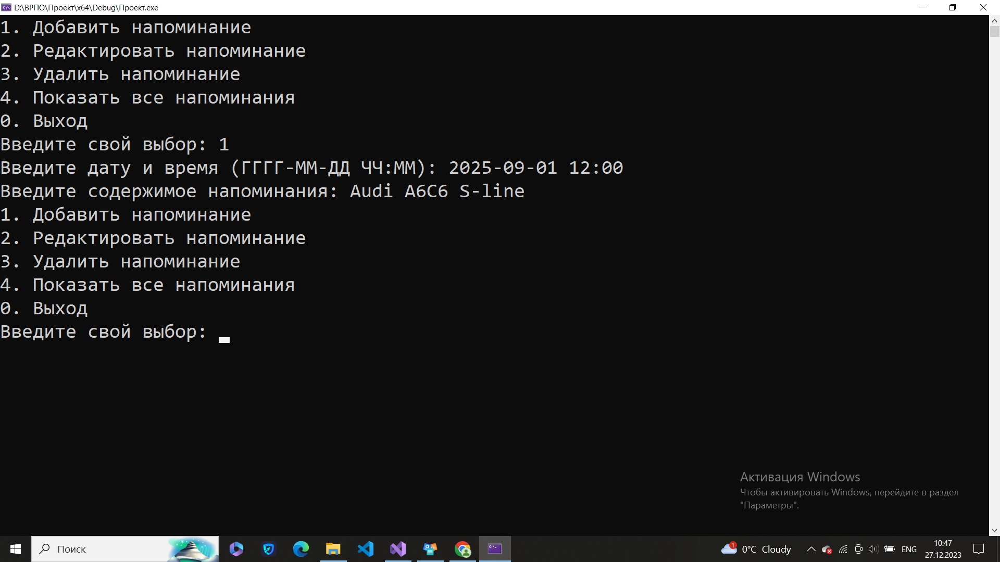 D:\ВРПО\Проект\x64\Debug\Проект.exe
1. Добавить напоминание
2. Редактировать напоминание
3. Удалить напоминание
4. Показать все напоминания
0. Выход
Введите свой выбор: 1
Введите дату и время (ГГГГ-ММ-ДД ЧЧ:ММ): 2025-09-01 12:00
Введите содержимое напоминания: Audi A6C6 S-line
1. Добавить напоминание
2. Редактировать напоминание
3. Удалить напоминание
4. Показать все напоминания
0. Выход
Введите свой выбор:
Активация Windows
Чтобы активировать Windows, перейдите в раздел
"Параметры".
Поиск
1
0°C Cloudy
ENG
10:47
27.12.2023